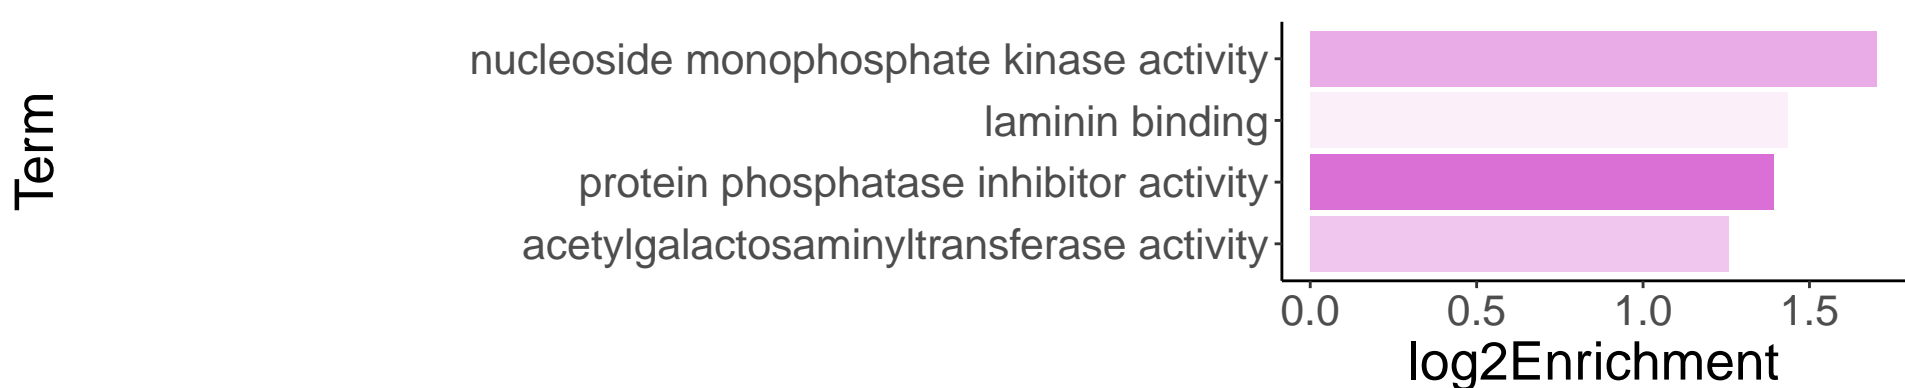 Term
nucleoside monophosphate kinase activity
laminin binding
protein phosphatase inhibitor activity
acetylgalactosaminyltransferase activity
0.0 0.5 1.0 1.5
log2Enrichment